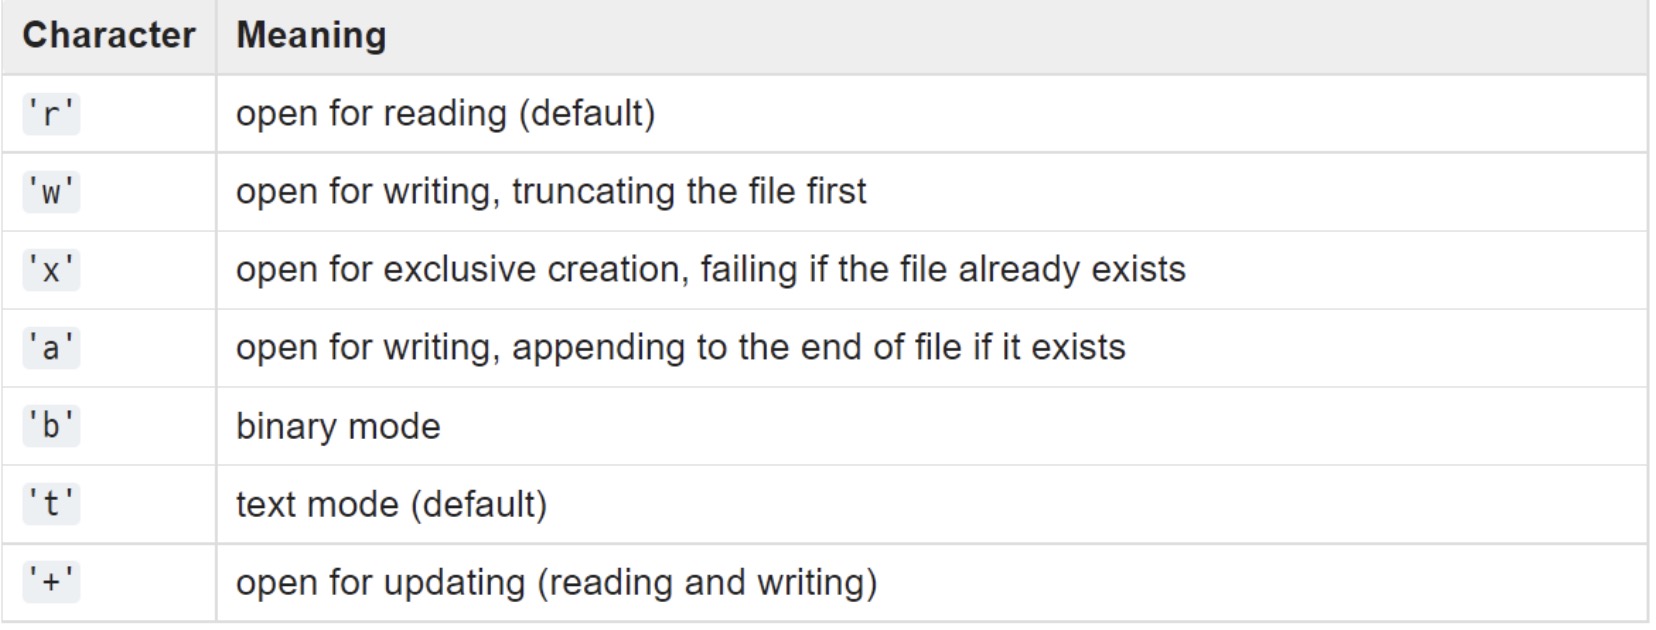 Character Meaning
'r' open for reading (default)
'w' open for writing, truncating the file first
'x' open for exclusive creation, failing if the file already exists
'a' open for writing, appending to the end of file if it exists
'b' binary mode
't' text mode (default)
'+' open for updating (reading and writing)